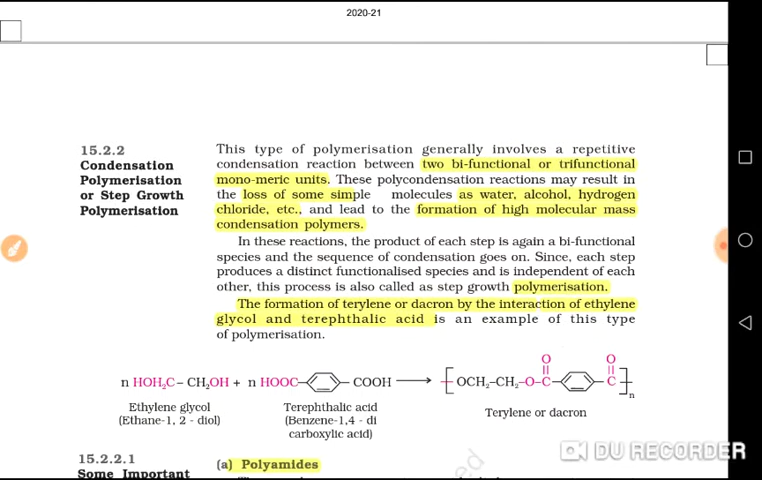 2020-21
15.2.2
Condensation
Polymerisation
or Step Growth
Polymerisation
This type of polymerisation generally involves a repetitive
condensation reaction between two bi-functional or trifunctional
mono-meric units. These polycondensation reactions may result in
the loss of some simple molecules as water, alcohol, hydrogen
chloride, etc., and lead to the formation of high molecular mass
condensation polymers.
In these reactions, the product of each step is again a bi-functional
species and the sequence of condensation goes on. Since, each step
produces a distinct functionalised species and is independent of each
other, this process is also called as step growth polymerisation.
The formation of terylene or dacron by the interaction of ethylene
glycol and terephthalic acid is an example of this type
of polymerisation.
O O
n HOH₂C – CH₂OH + n HOOC COOH OCH₂–CH₂–O–C C n
Ethylene glycol
(Ethane-1, 2 - diol)
Terephthalic acid
(Benzene-1,4 - di
carboxylic acid)
Terylene or dacron
15.2.2.1
Some Important
(a) Polyamides
DU RECORDER